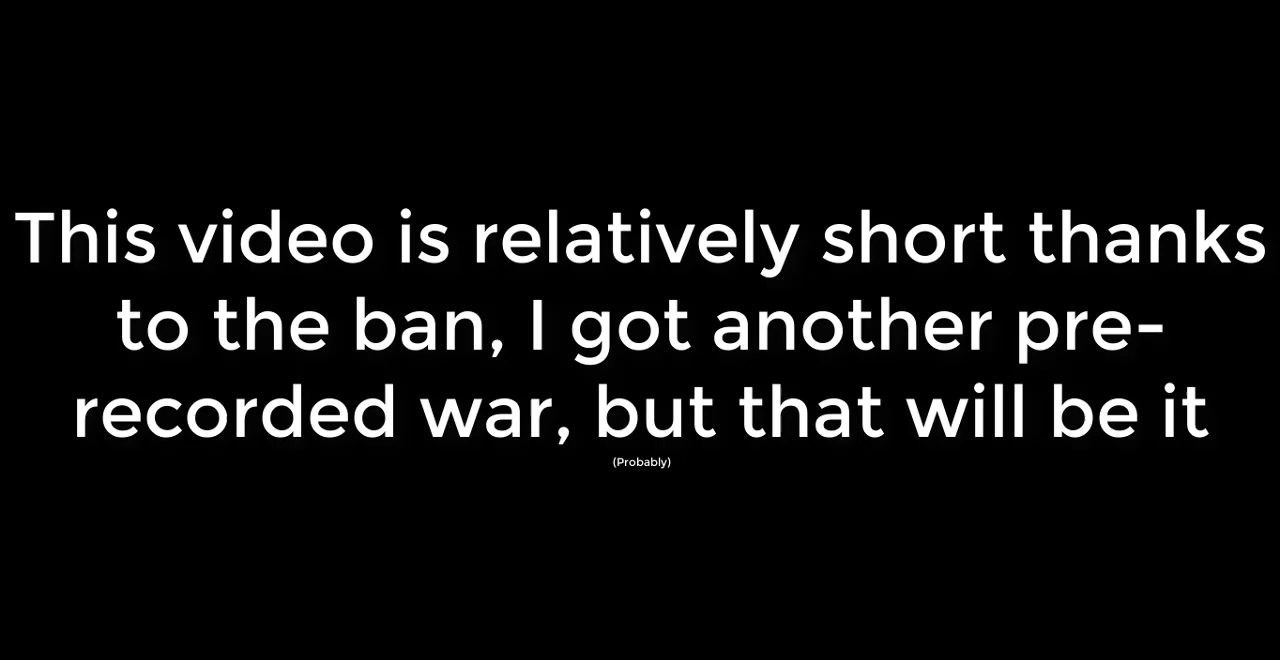 This video is relatively short thanks
to the ban, I got another pre-
recorded war, but that will be it
(Probably)